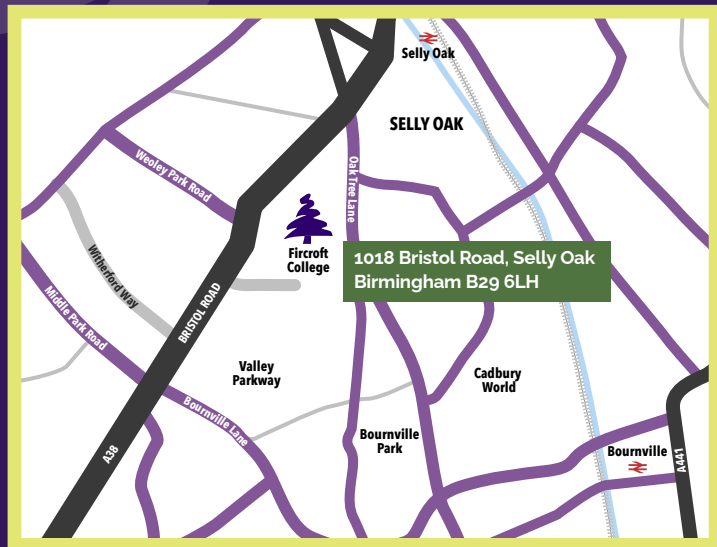 Selly Oak
SELLY OAK
Weoley Park Road
Oak Tree Lane
Fircroft
College
1018 Bristol Road, Selly Oak
Birmingham B29 6LH
Witherford Way
Middle Park Road
BRISTOL ROAD
Valley
Parkway
Cadbury
World
Bournville Lane
Bournville
Park
Bournville
A38
A441